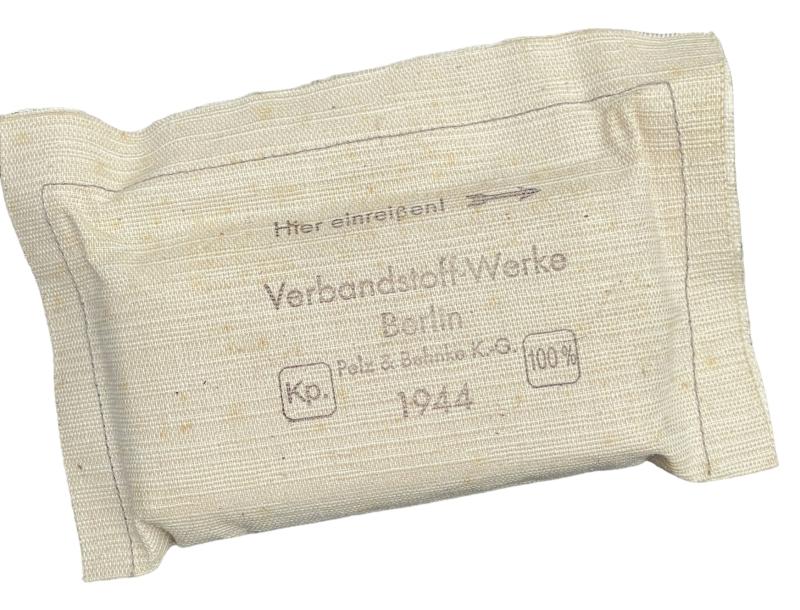 Hier einreißen!
Verbandstoff-Werke
Berlin
Pelz & Behnke K.-G.
Kp.
100%
1944